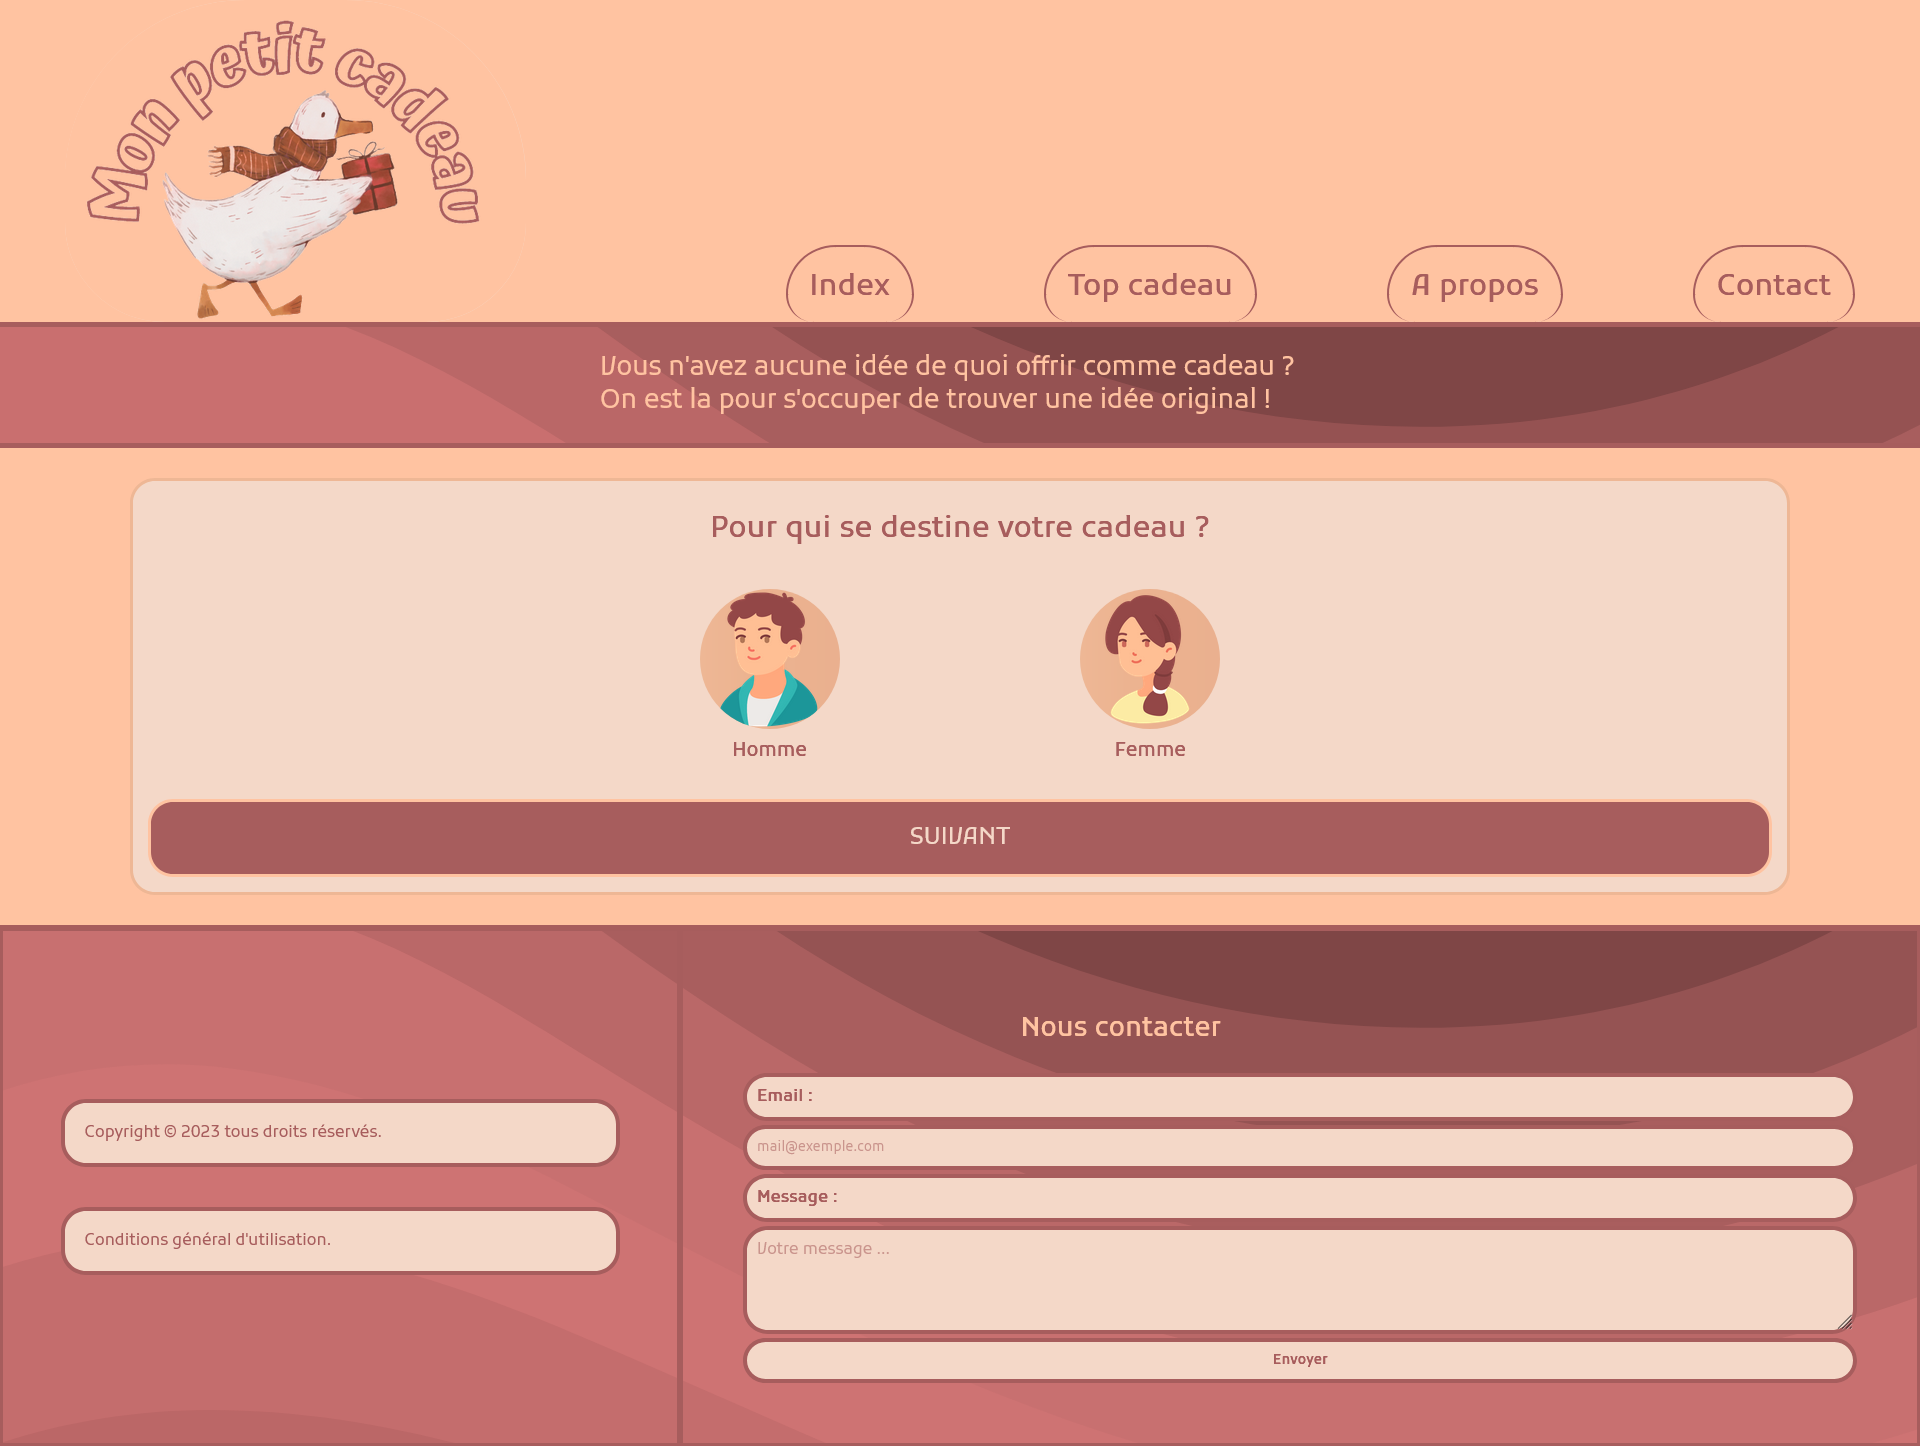 Mon petit cadeau
Index
Top cadeau
A propos
Contact
Vous n'avez aucune idée de quoi offrir comme cadeau ?
On est la pour s'occuper de trouver une idée original !
Pour qui se destine votre cadeau ?
Homme
Femme
SUIVANT
Copyright © 2023 tous droits réservés.
Conditions général d'utilisation.
Nous contacter
Email :
mail@exemple.com
Message :
Votre message ...
Envoyer